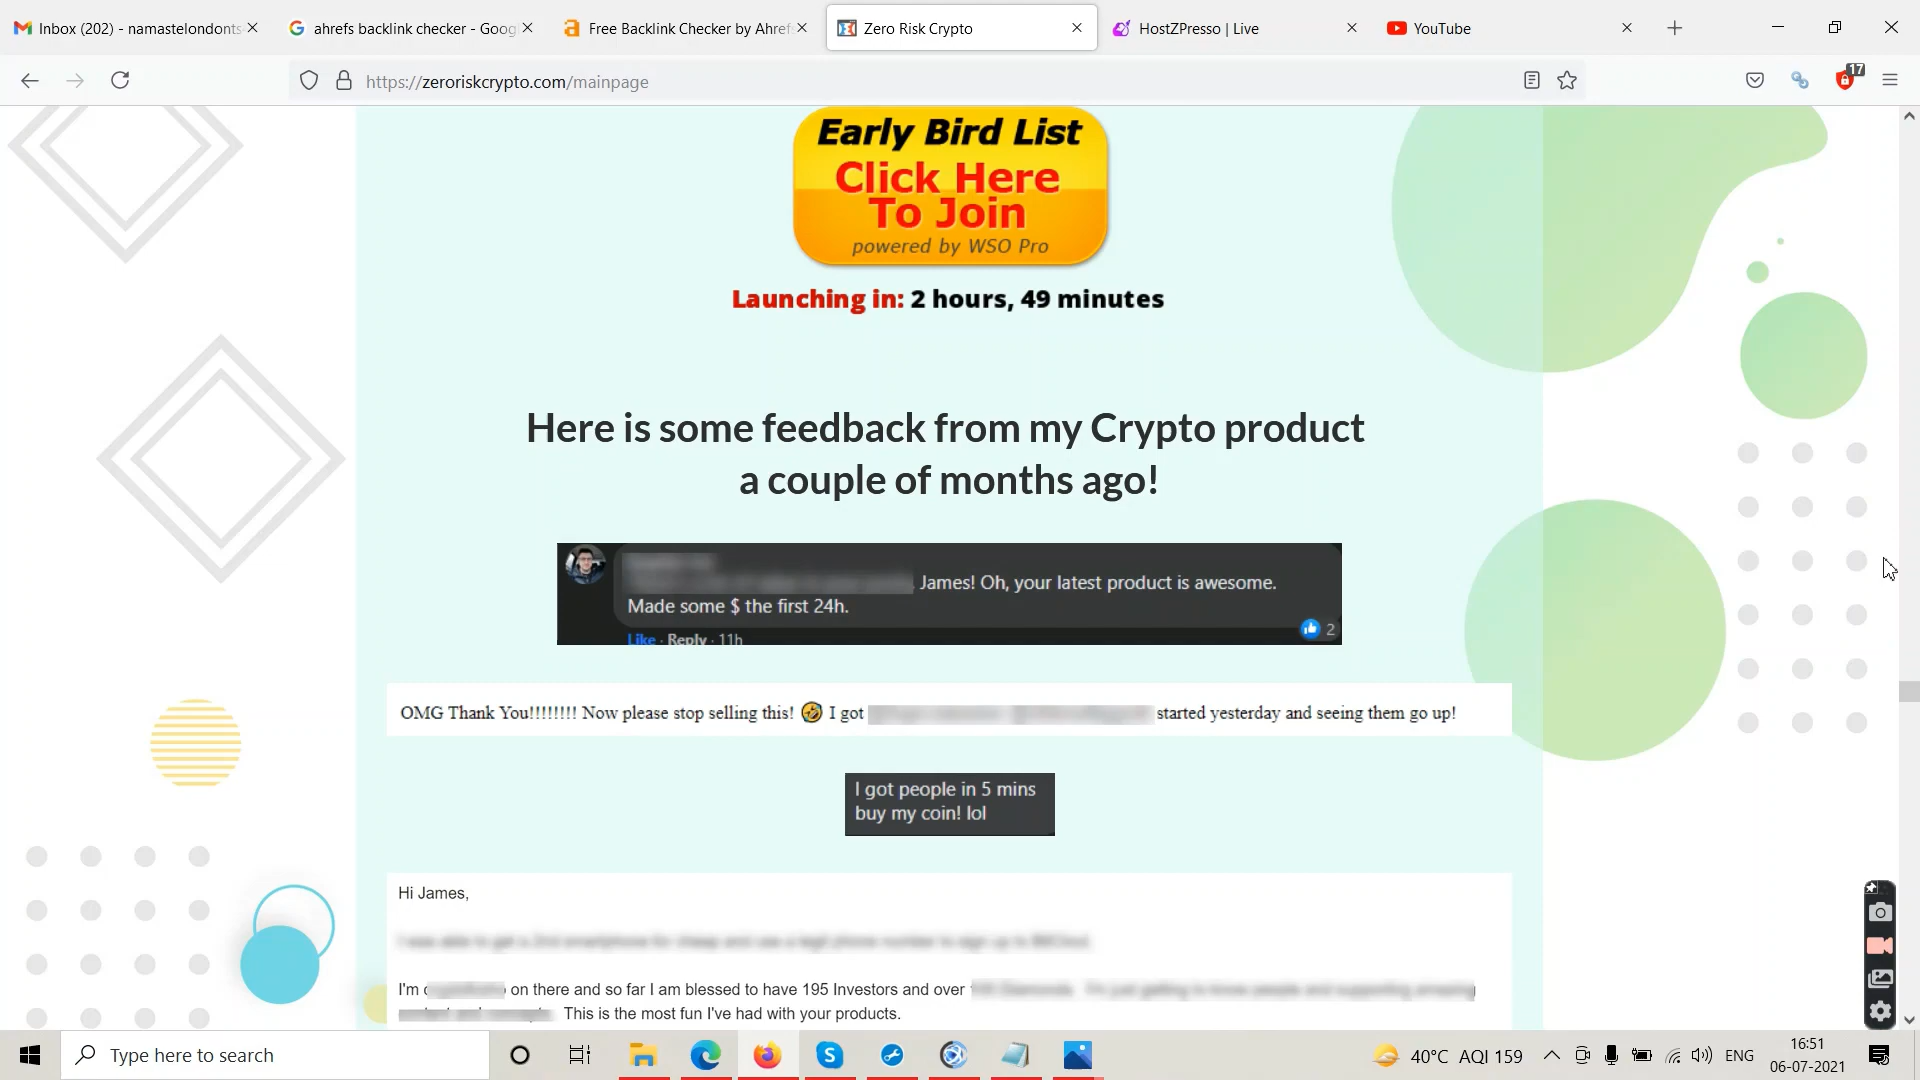 Inbox (202) - namastelondonts
ahrefs backlink checker - Goog
Free Backlink Checker by Ahrefs
Zero Risk Crypto
HostZPresso | Live
YouTube
https://zeroriskcrypto.com/mainpage
17
Early Bird List
Click Here
To Join
powered by WSO Pro
Launching in: 2 hours, 49 minutes
Here is some feedback from my Crypto product
a couple of months ago!
James! Oh, your latest product is awesome.
Made some $ the first 24h.
Like · Reply · 11h
2
OMG Thank You!!!!!!!! Now please stop selling this! 🤣 I got started yesterday and seeing them go up!
I got people in 5 mins
buy my coin! lol
Hi James,
I'm on there and so far I am blessed to have 195 Investors and over
This is the most fun I've had with your products.
Type here to search
40°C AQI 159
ENG
16:51
06-07-2021